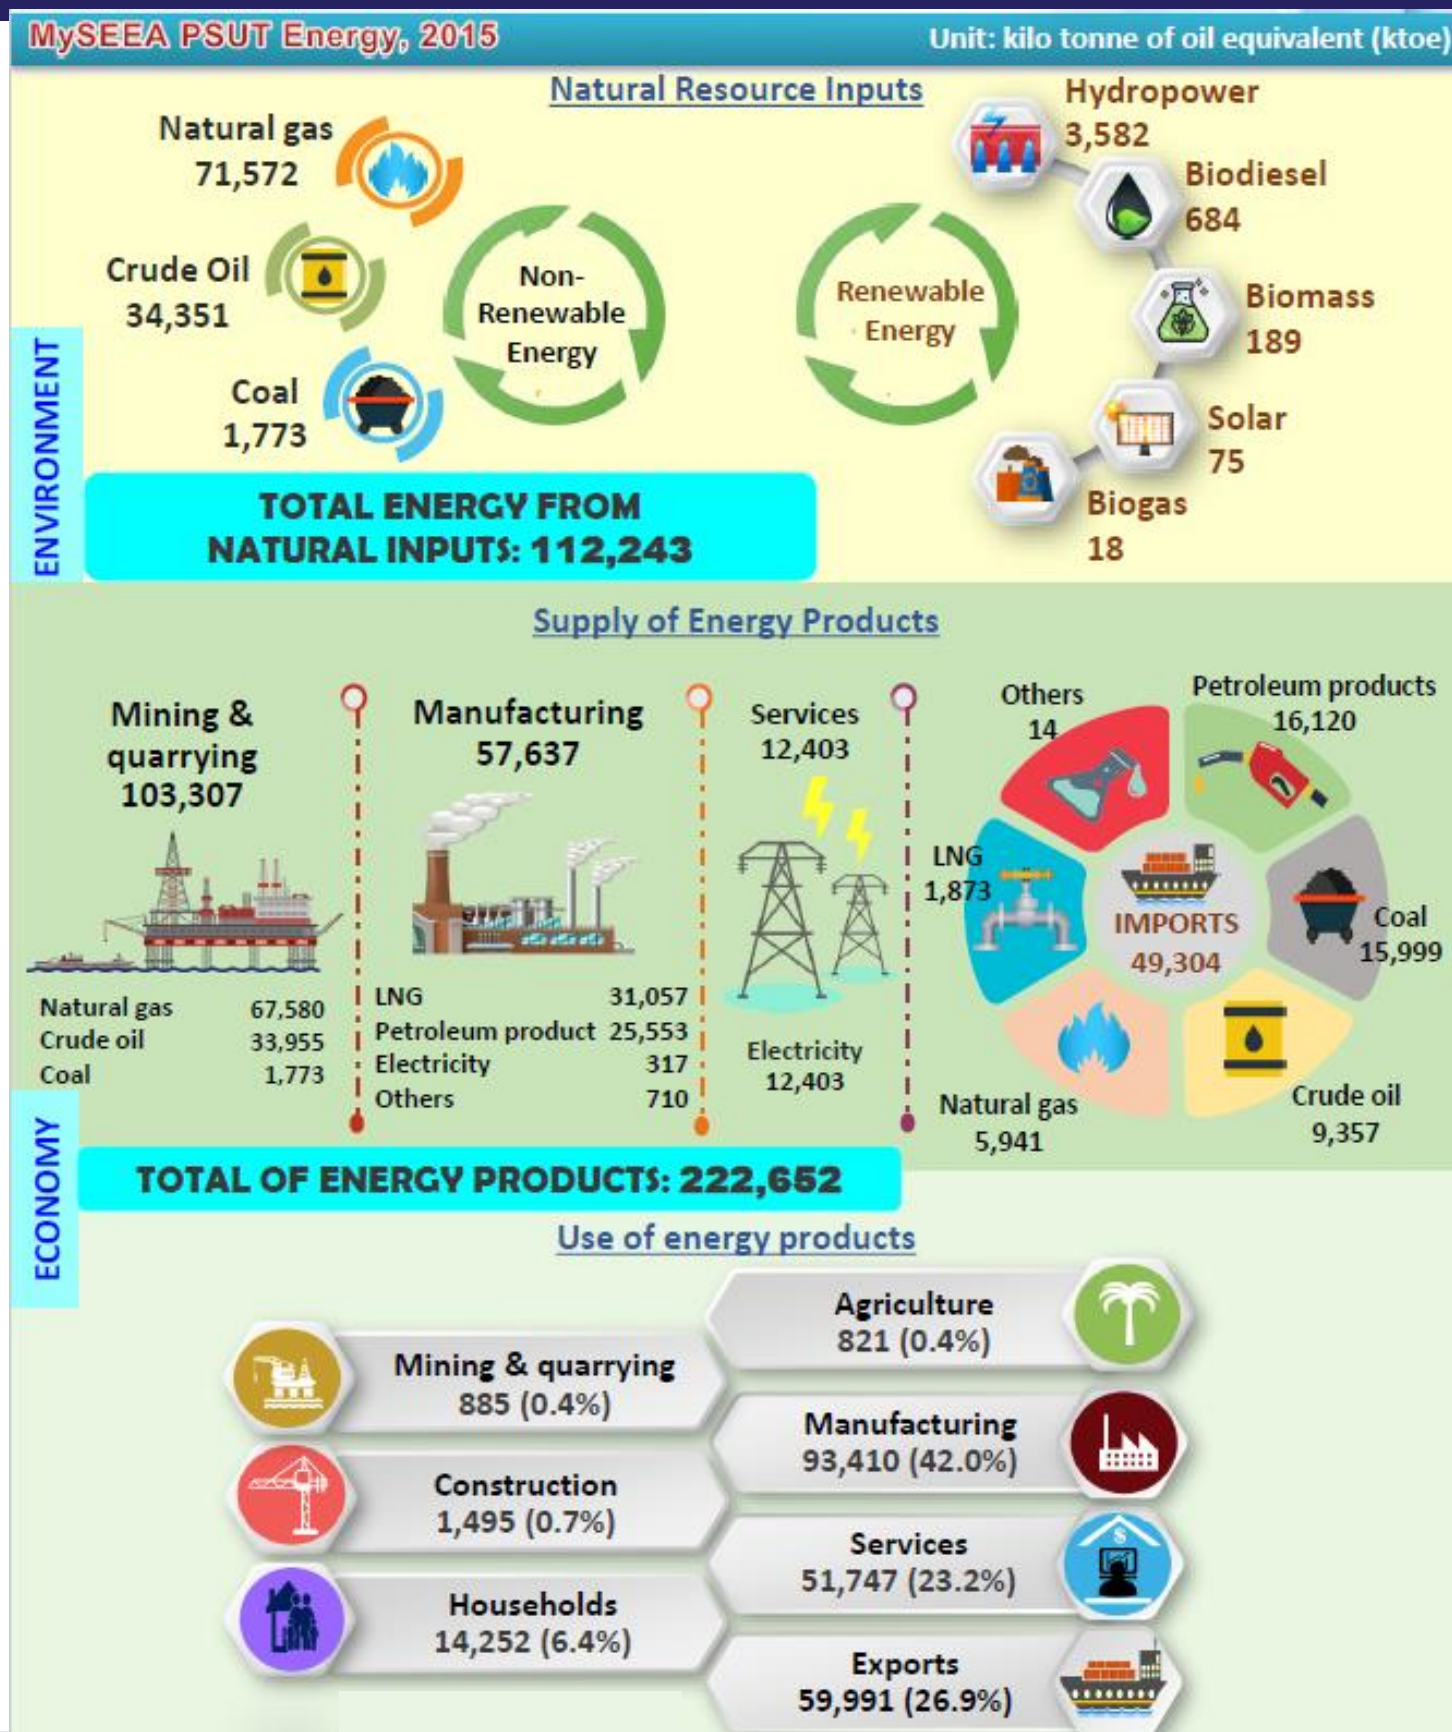 MySEEA PSUT Energy, 2015
Unit: kilo tonne of oil equivalent (ktoe)
Natural Resource Inputs
Natural gas
71,572
Crude Oil
34,351
Coal
1,773
Non-
Renewable
Energy
Renewable
Energy
Hydropower
3,582
Biodiesel
684
Biomass
189
Solar
75
Biogas
18
ENVIRONMENT
TOTAL ENERGY FROM
NATURAL INPUTS: 112,243
Supply of Energy Products
Mining &
quarrying
103,307
Natural gas 67,580
Crude oil 33,955
Coal 1,773
Manufacturing
57,637
LNG 31,057
Petroleum product 25,553
Electricity 317
Others 710
Services
12,403
Electricity
12,403
Others
14
Petroleum products
16,120
LNG
1,873
IMPORTS
49,304
Coal
15,999
Natural gas
5,941
Crude oil
9,357
ECONOMY
TOTAL OF ENERGY PRODUCTS: 222,652
Use of energy products
Agriculture
821 (0.4%)
Mining & quarrying
885 (0.4%)
Manufacturing
93,410 (42.0%)
Construction
1,495 (0.7%)
Services
51,747 (23.2%)
$
Households
14,252 (6.4%)
Exports
59,991 (26.9%)